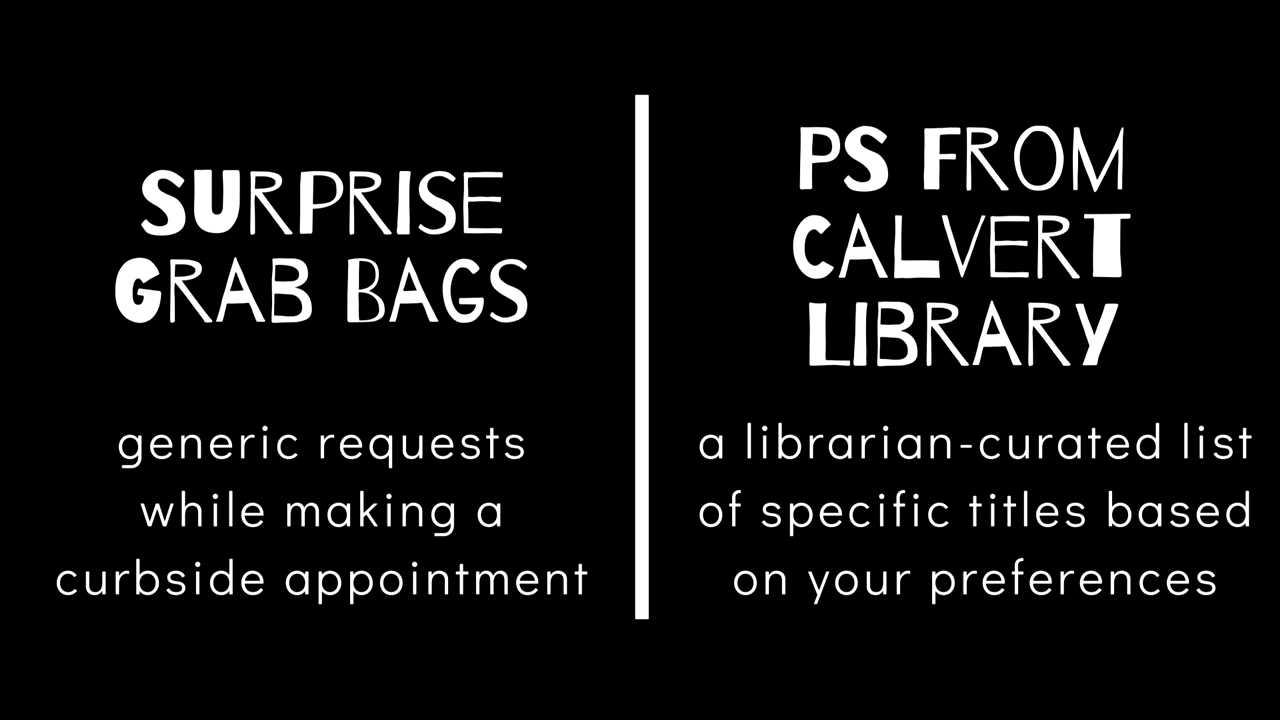 SURPRISE
GRAB BAGS
generic requests
while making a
curbside appointment
PS FROM
CALVERT
LIBRARY
a librarian-curated list
of specific titles based
on your preferences